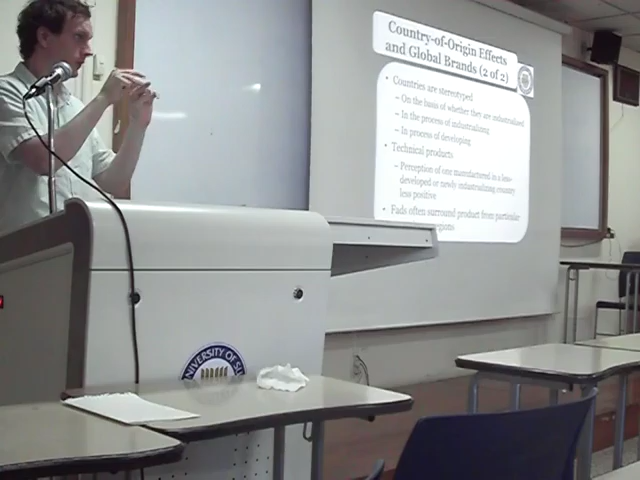 Country-of-Origin Effects
and Global Brands (2 of 2)
• Countries are stereotyped
– On the basis of whether they are industrialized
– In the process of industrializing
– In process of developing
• Technical products
– Perception of one manufactured in a less-
developed or newly industrializing country
less positive
• Fads often surround product from particular
regions
UNIVERSITY OF